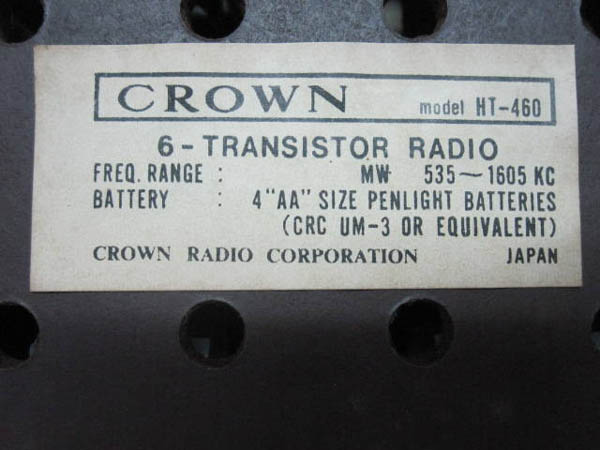 CROWN model HT-460
6-TRANSISTOR RADIO
FREQ. RANGE : MW 535~1605 KC
BATTERY : 4"AA" SIZE PENLIGHT BATTERIES
(CRC UM-3 OR EQUIVALENT)
CROWN RADIO CORPORATION JAPAN